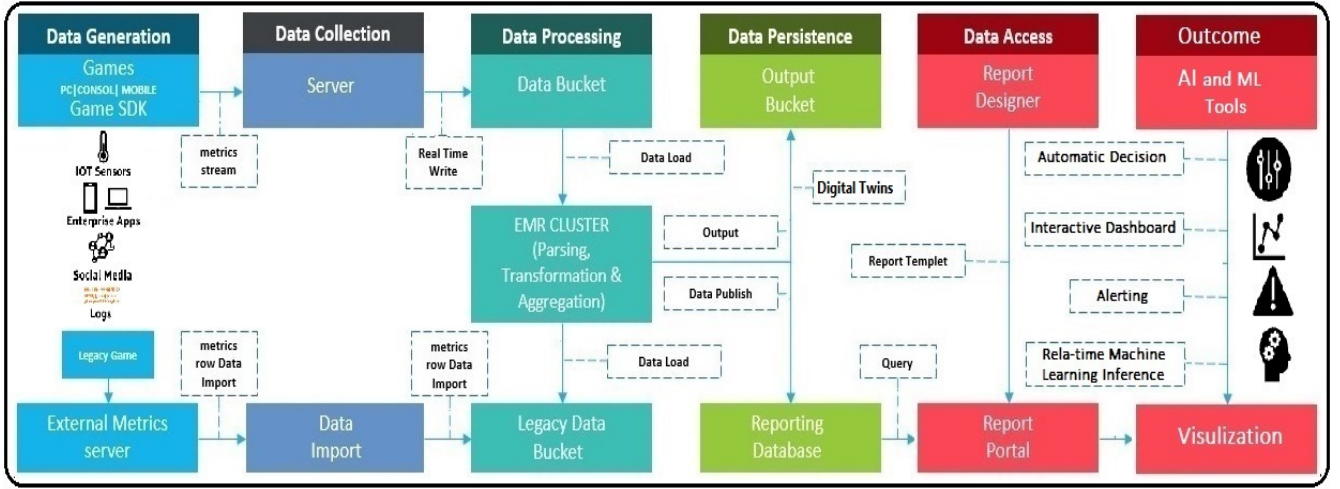 Data Generation
Games
PC|CONSOL| MOBILE
Game SDK
IOT Sensors
Enterprise Apps
Social Media
Logs
Legacy Game
External Metrics
server
metrics
stream
metrics
row Data
Import
Data Collection
Server
Data
Import
Real Time
Write
metrics
row Data
Import
Data Processing
Data Bucket
Data Load
EMR CLUSTER
(Parsing,
Transformation &
Aggregation)
Data Load
Legacy Data
Bucket
Output
Data Publish
Data Persistence
Output
Bucket
Digital Twins
Reporting
Database
Query
Data Access
Report
Designer
Report Templet
Report
Portal
Outcome
AI and ML
Tools
Automatic Decision
Interactive Dashboard
Alerting
Rela-time Machine
Learning Inference
Visulization